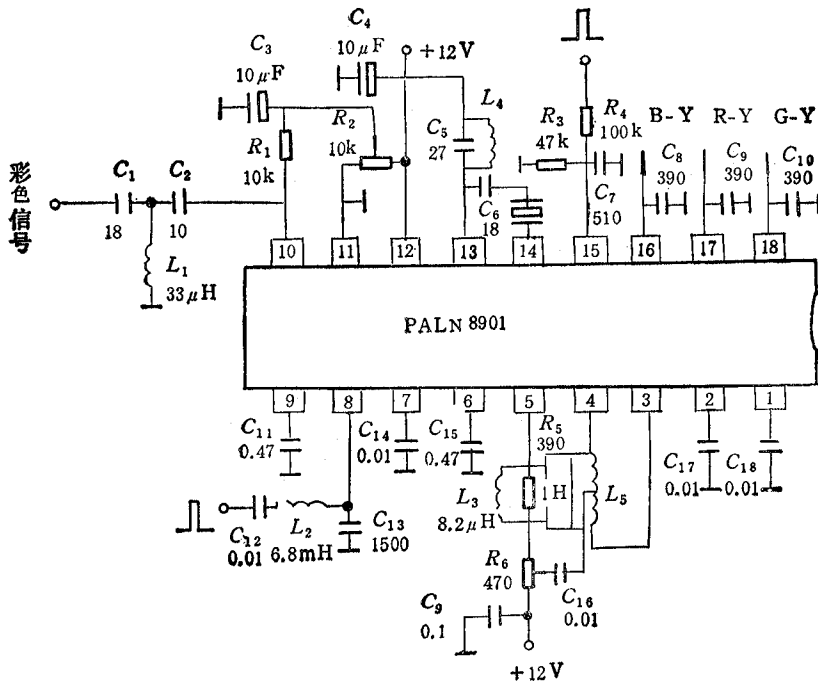 C₄
C₃
10μF
10μF
+12V
L₄
R₃
47k
R₄
100k
B-Y
R-Y
G-Y
R₂
10k
C₅
27
C₈
390
C₉
390
C₁₀
390
R₁
10k
彩色信号
C₁
18
C₂
10
C₆
18
C₇
510
L₁
33μH
10
11
12
13
14
15
16
17
18
PALN 8901
9
8
7
6
5
4
3
2
1
C₁₁
0.47
C₁₄
0.01
C₁₅
0.47
R₅
390
C₁₇
0.01
C₁₈
0.01
L₃
8.2μH
1H
L₅
C₁₂
0.01
L₂
6.8mH
C₁₃
1500
R₆
470
C₁₆
0.01
C₉
0.1
+12V